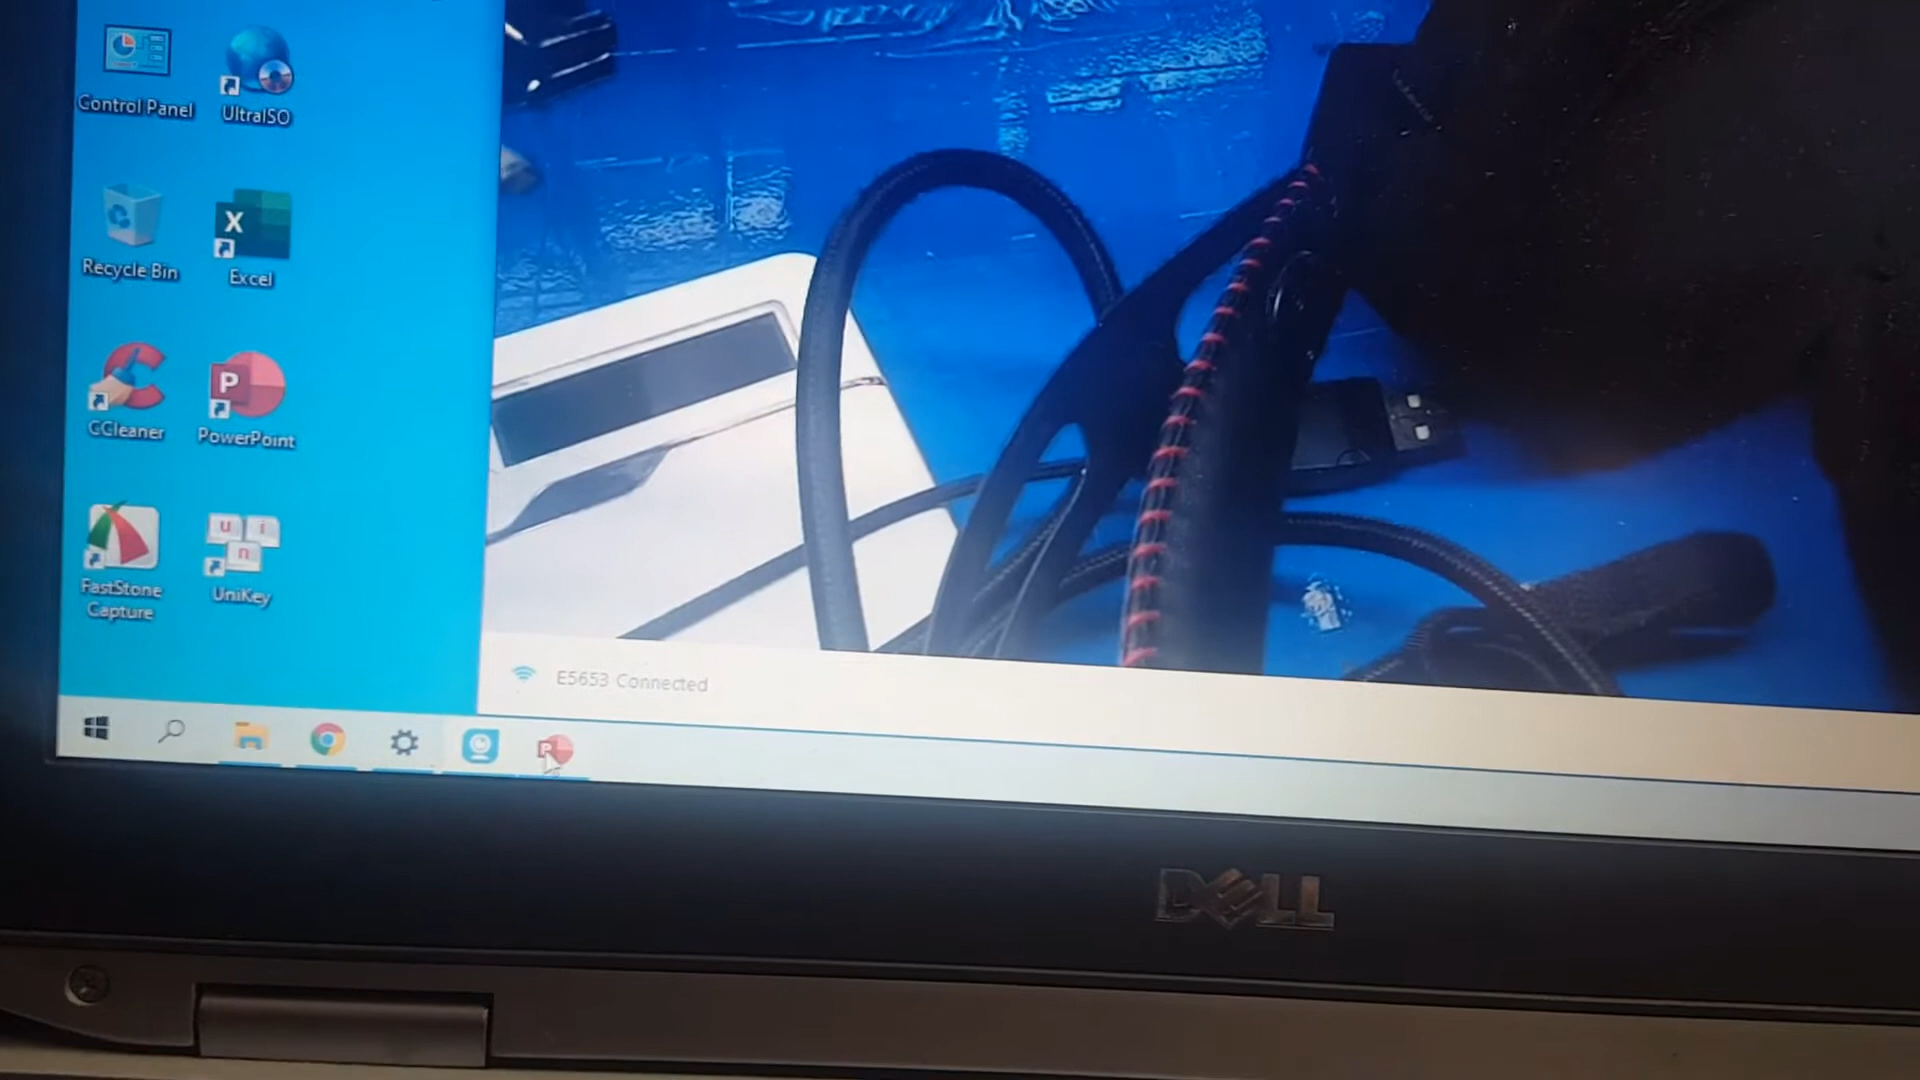 Control Panel
UltraISO
Recycle Bin
X
Excel
CCleaner
P
PowerPoint
FastStone
Capture
u i
n
UniKey
E5653 Connected
P
DELL